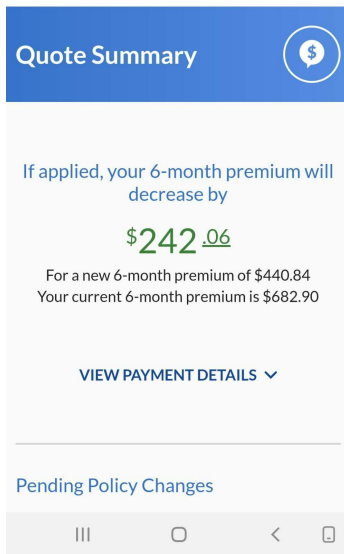 Quote Summary
$
If applied, your 6-month premium will
decrease by
$242.06
For a new 6-month premium of $440.84
Your current 6-month premium is $682.90
VIEW PAYMENT DETAILS
Pending Policy Changes